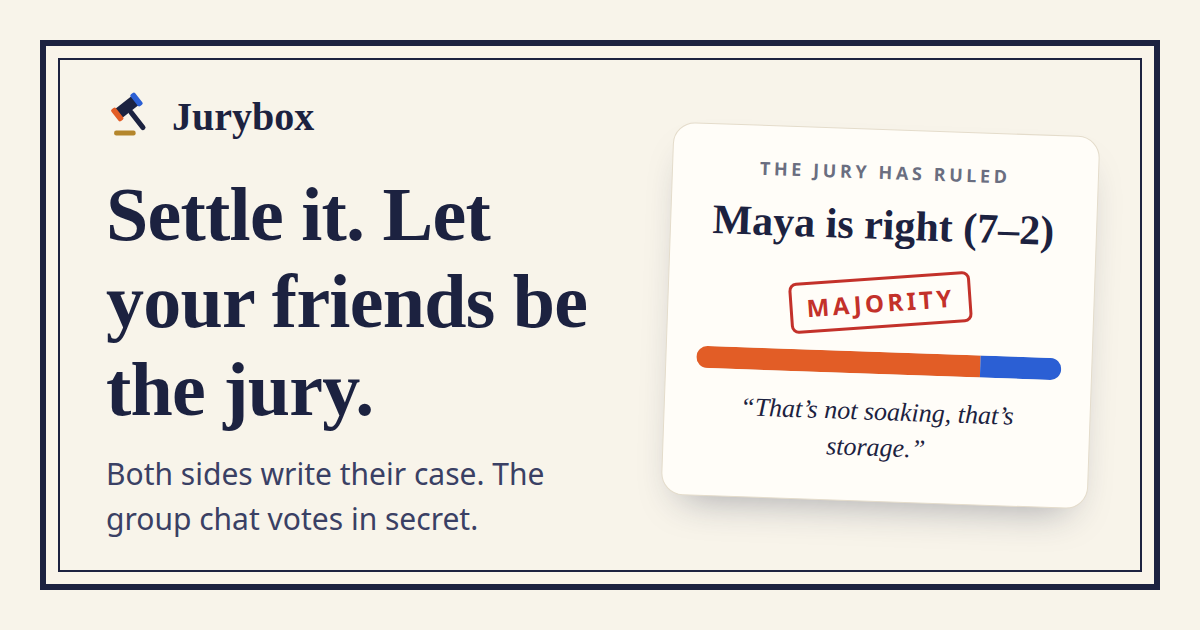 Jurybox
Settle it. Let
your friends be
the jury.
Both sides write their case. The
group chat votes in secret.
THE JURY HAS RULED
Maya is right (7–2)
MAJORITY
“That’s not soaking, that’s
storage.”